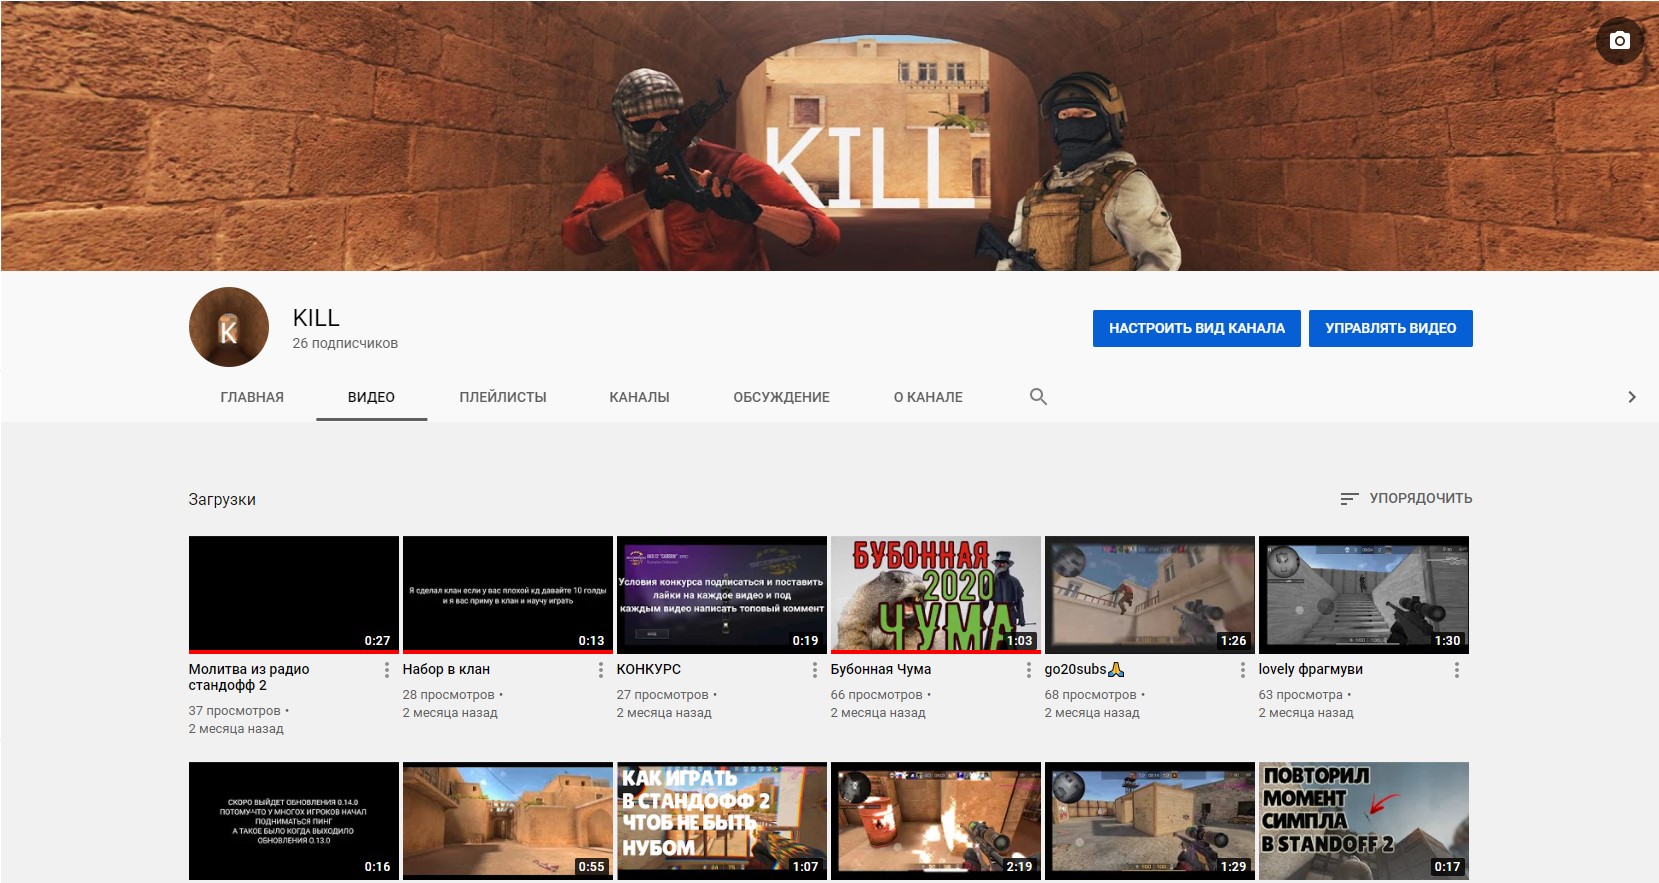 KILL
K
KILL
26 подписчиков
НАСТРОИТЬ ВИД КАНАЛА
УПРАВЛЯТЬ ВИДЕО
ГЛАВНАЯ
ВИДЕО
ПЛЕЙЛИСТЫ
КАНАЛЫ
ОБСУЖДЕНИЕ
О КАНАЛЕ
Загрузки
УПОРЯДОЧИТЬ
0:27
Молитва из радио
стандофф 2
37 просмотров •
2 месяца назад
Я сделал клан если у вас плохой кд давайте 10 голды
и я вас приму в клан и научу играть
0:13
Набор в клан
28 просмотров •
2 месяца назад
Условия конкурса подписаться и поставить
лайки на каждое видео и под
каждым видео написать топовый коммент
0:19
КОНКУРС
27 просмотров •
2 месяца назад
БУБОННАЯ
2020
ЧУМА
1:03
Бубонная Чума
66 просмотров •
2 месяца назад
1:26
go20subs🙏
68 просмотров •
2 месяца назад
1:30
lovely фрагмуви
63 просмотра •
2 месяца назад
СКОРО ВЫЙДЕТ ОБНОВЛЕНИЯ 0.14.0
ПОТОМУ-ЧТО У МНОГОХ ИГРОКОВ НАЧАЛ
ПОДНИМАТЬСЯ ПИНГ
А ТАКОЕ БЫЛО КОГДА ВЫХОДИЛО
ОБНОВЛЕНИЯ 0.13.0
0:16
0:55
КАК ИГРАТЬ
В СТАНДОФФ 2
ЧТОБ НЕ БЫТЬ
НУБОМ
1:07
2:19
1:29
ПОВТОРИЛ
МОМЕНТ
СИМПЛА
В STANDOFF 2
0:17